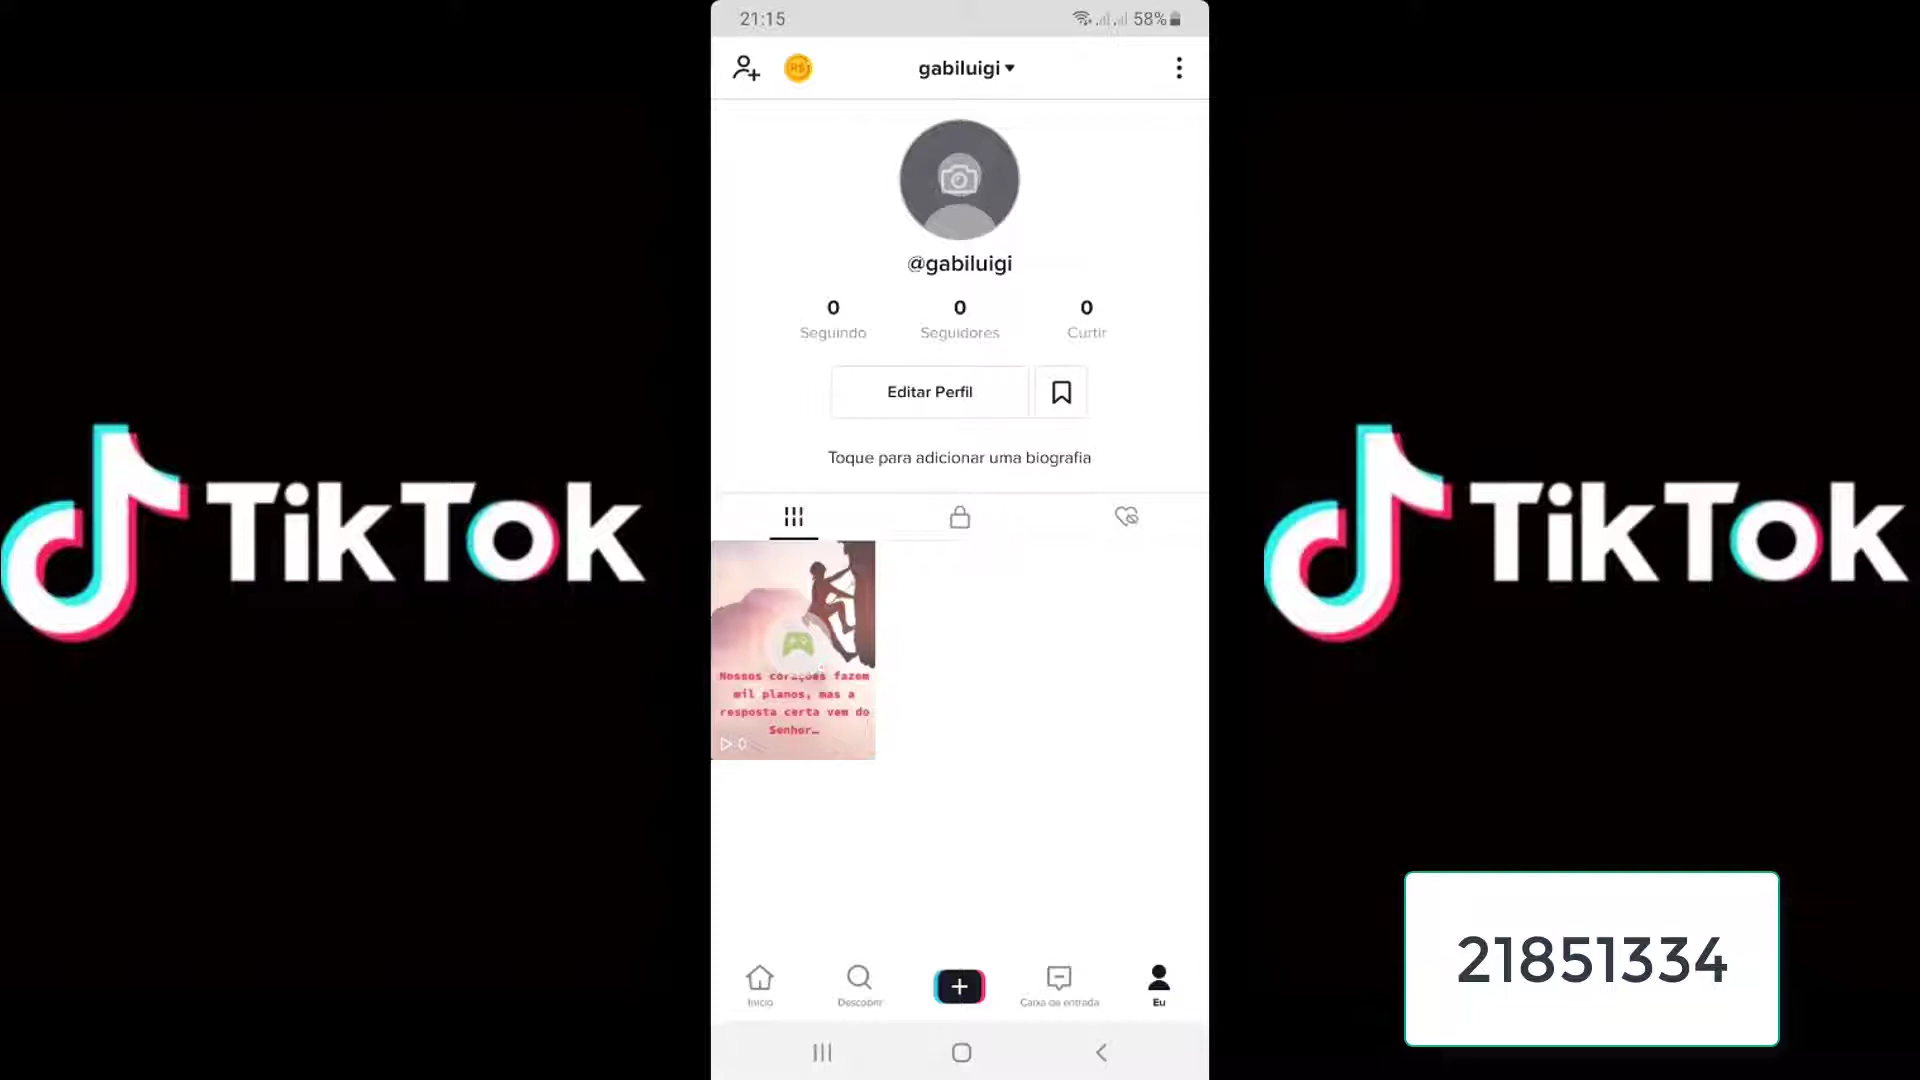 21:15
58%
R$
gabiluigi
@gabiluigi
0
0
0
Seguindo
Seguidores
Curtir
Editar Perfil
Toque para adicionar uma biografia
TikTok
TikTok
Nossos corações fazem
mil planos, mas a
resposta certa vem do
Senhor…
0
21851334
Início
Descobrir
Caixa de entrada
Eu